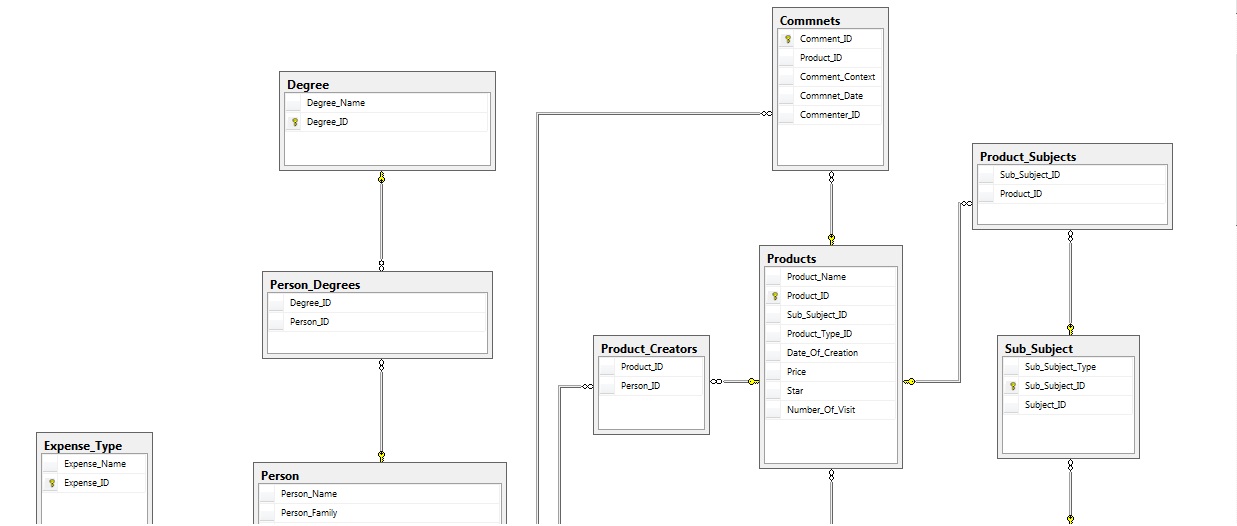 Commnets
Comment_ID
Product_ID
Comment_Context
Commnet_Date
Commenter_ID
Degree
Degree_Name
Degree_ID
Product_Subjects
Sub_Subject_ID
Product_ID
Products
Product_Name
Product_ID
Sub_Subject_ID
Product_Type_ID
Date_Of_Creation
Price
Star
Number_Of_Visit
Person_Degrees
Degree_ID
Person_ID
Product_Creators
Product_ID
Person_ID
Sub_Subject
Sub_Subject_Type
Sub_Subject_ID
Subject_ID
Expense_Type
Expense_Name
Expense_ID
Person
Person_Name
Person_Family